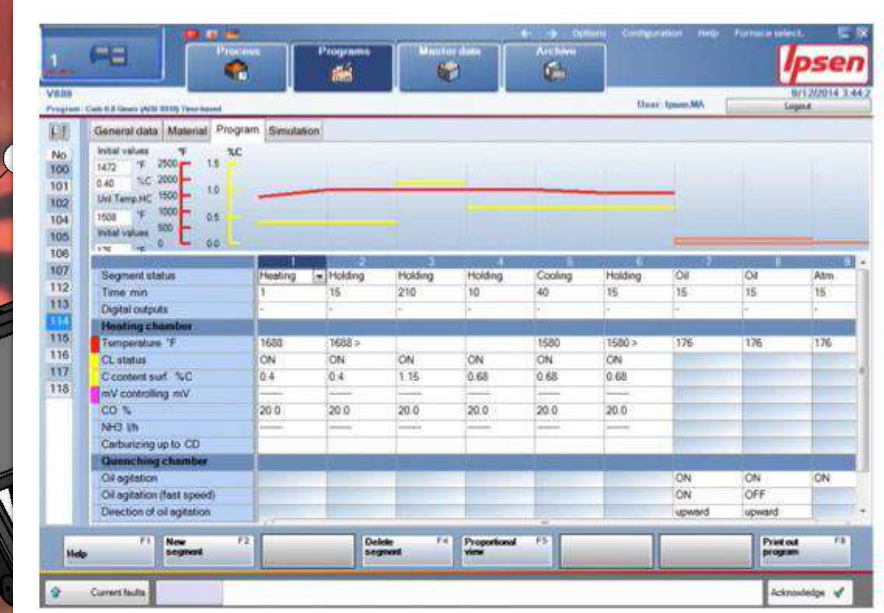 Options Configuration Help Furnace select.
1 Process Programs Master data Archive Ipsen
V888 9/12/2014 3:44:2
Program: User: Ipsen,MA Logout
General data Material Program Simulation
No
100
101
102
104
105
106
107
112
113
114
115
116
117
118
Initial values °F %C
1472 °F 2500 1.5
0.40 %C 2000
Unl Temp.HC 1500 1.0
1508 °F 1000 0.5
Initial values 500
176 °F 0 0.0
1 2 3 4 5 6 7 8 9
Segment status Heating Holding Holding Holding Cooling Holding Oil Oil Atm.
Time min 1 15 210 10 40 15 15 15 15
Digital outputs - - - - - - - - -
Heating chamber
Temperature °F 1688 1688 > 1580 1580 > 176 176 176
CL status ON ON ON ON ON ON
C content surf. %C 0.4 0.4 1.15 0.68 0.68 0.68
mV controlling mV ----- ----- ----- ----- ----- -----
CO % 20.0 20.0 20.0 20.0 20.0 20.0
NH3 l/h ----- ----- ----- ----- ----- -----
Carburizing up to CD
Quenching chamber
Oil agitation ON ON ON
Oil agitation (fast speed) ON OFF
Direction of oil agitation upward upward
Help F1 New segment F2 Delete segment F4 Proportional view F5 Print out program F8
Current faults Acknowledge